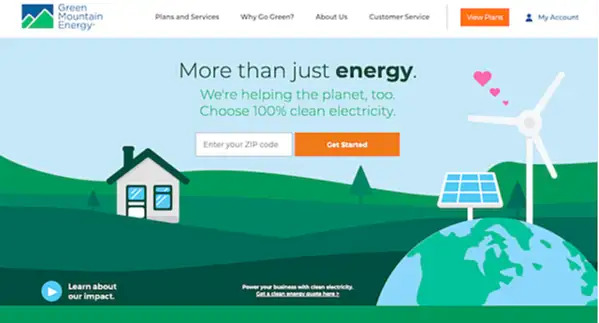 Green
Mountain
Energy
Plans and Services
Why Go Green?
About Us
Customer Service
View Plans
My Account
More than just energy.
We're helping the planet, too.
Choose 100% clean electricity.
Enter your ZIP code
Get Started
Learn about
our impact.
Power your business with clean electricity.
Get a clean energy quote here >